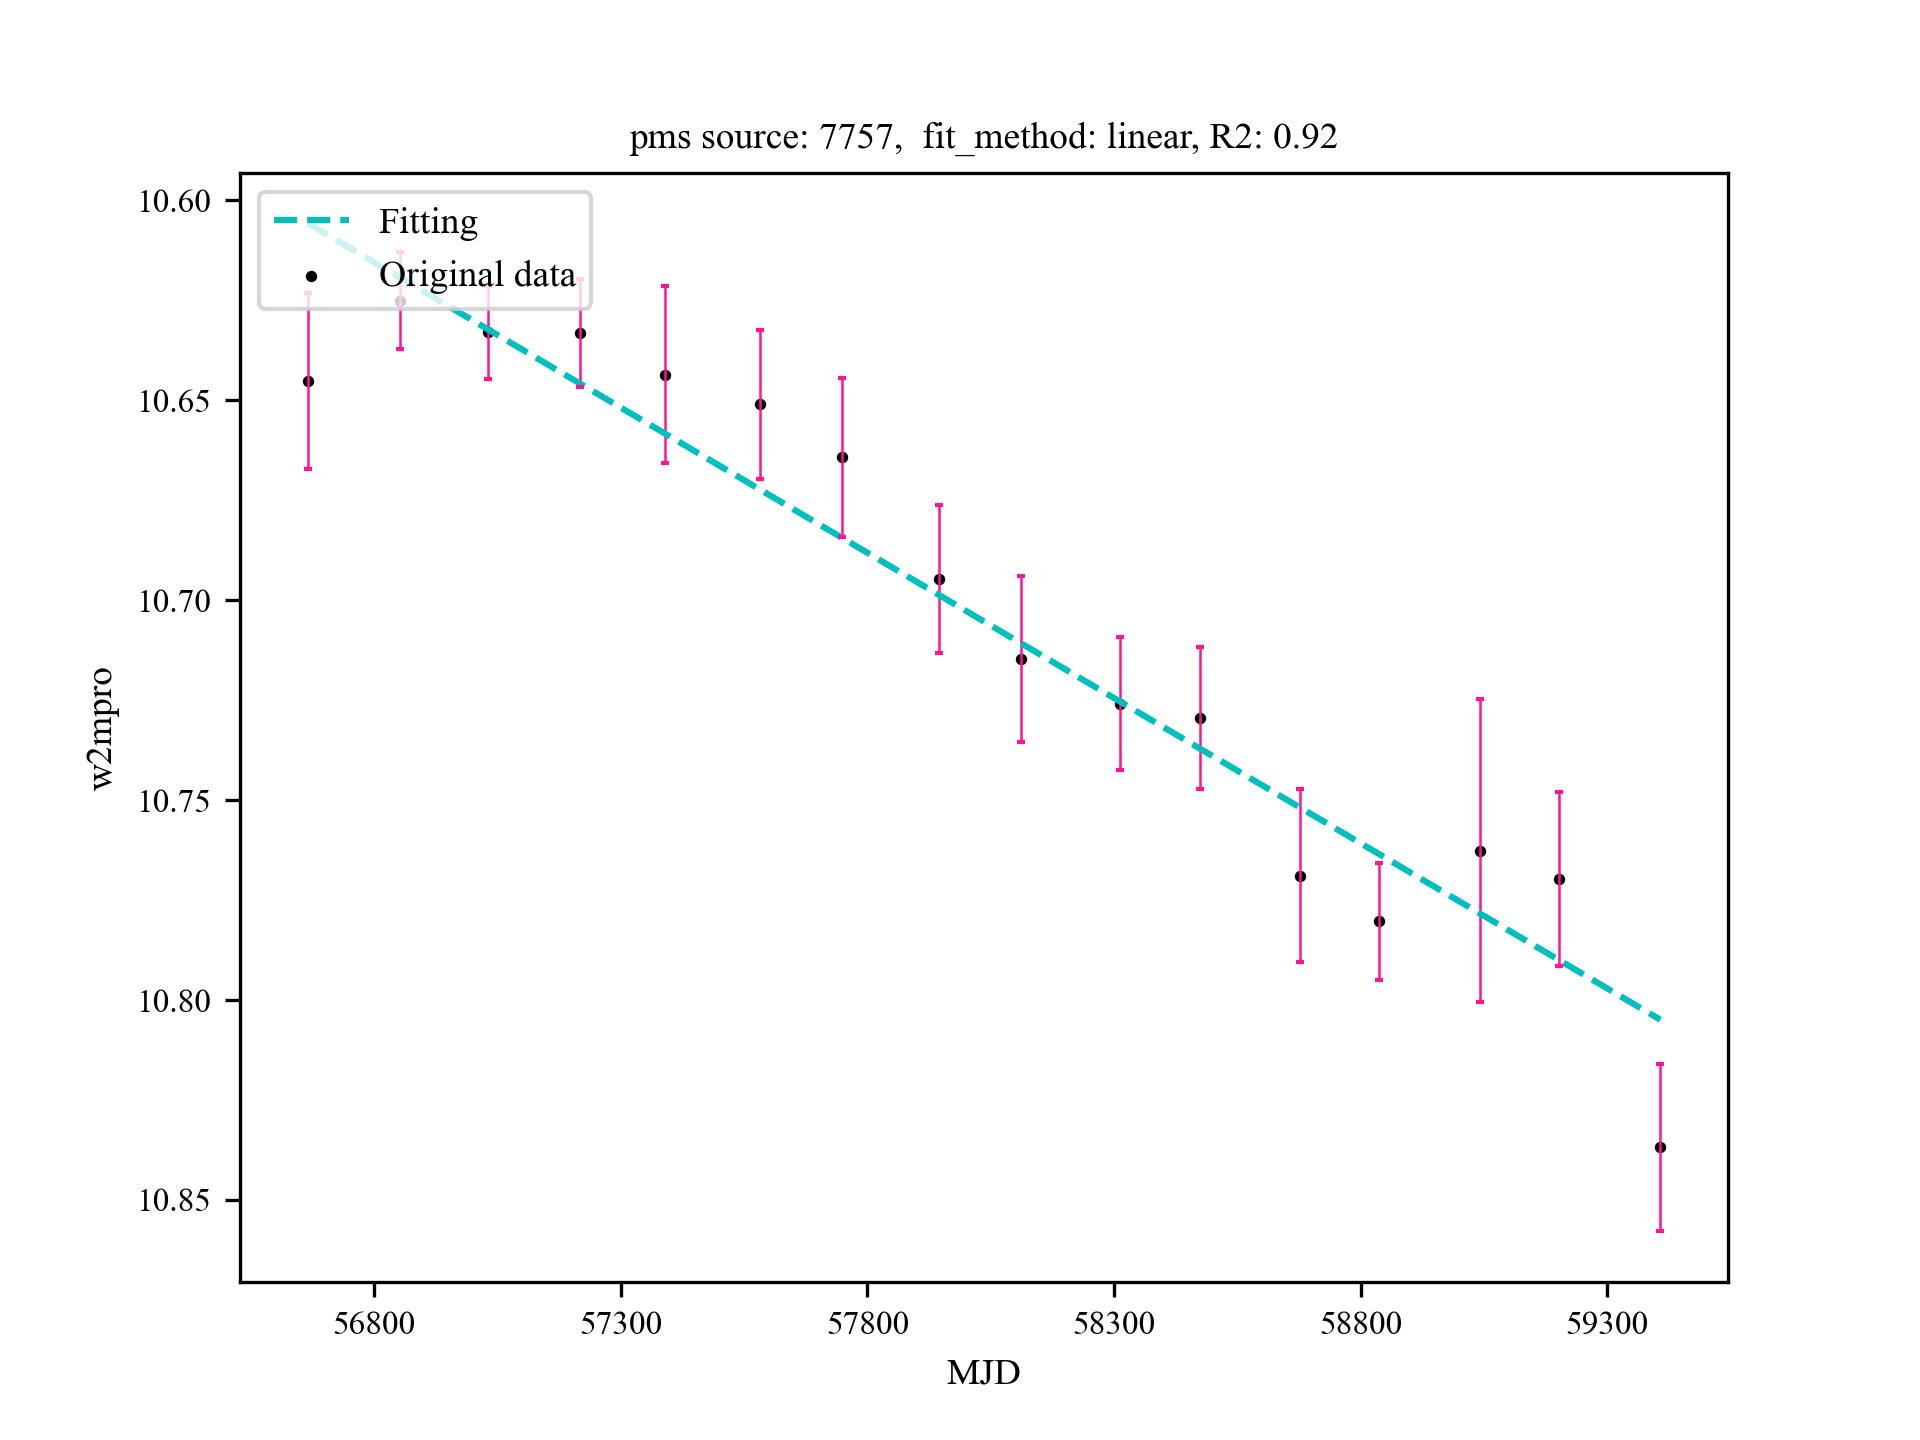 pms source: 7757,  fit_method: linear, R2: 0.92
Fitting
Original data
10.60
10.65
10.70
10.75
10.80
10.85
w2mpro
56800 57300 57800 58300 58800 59300
MJD